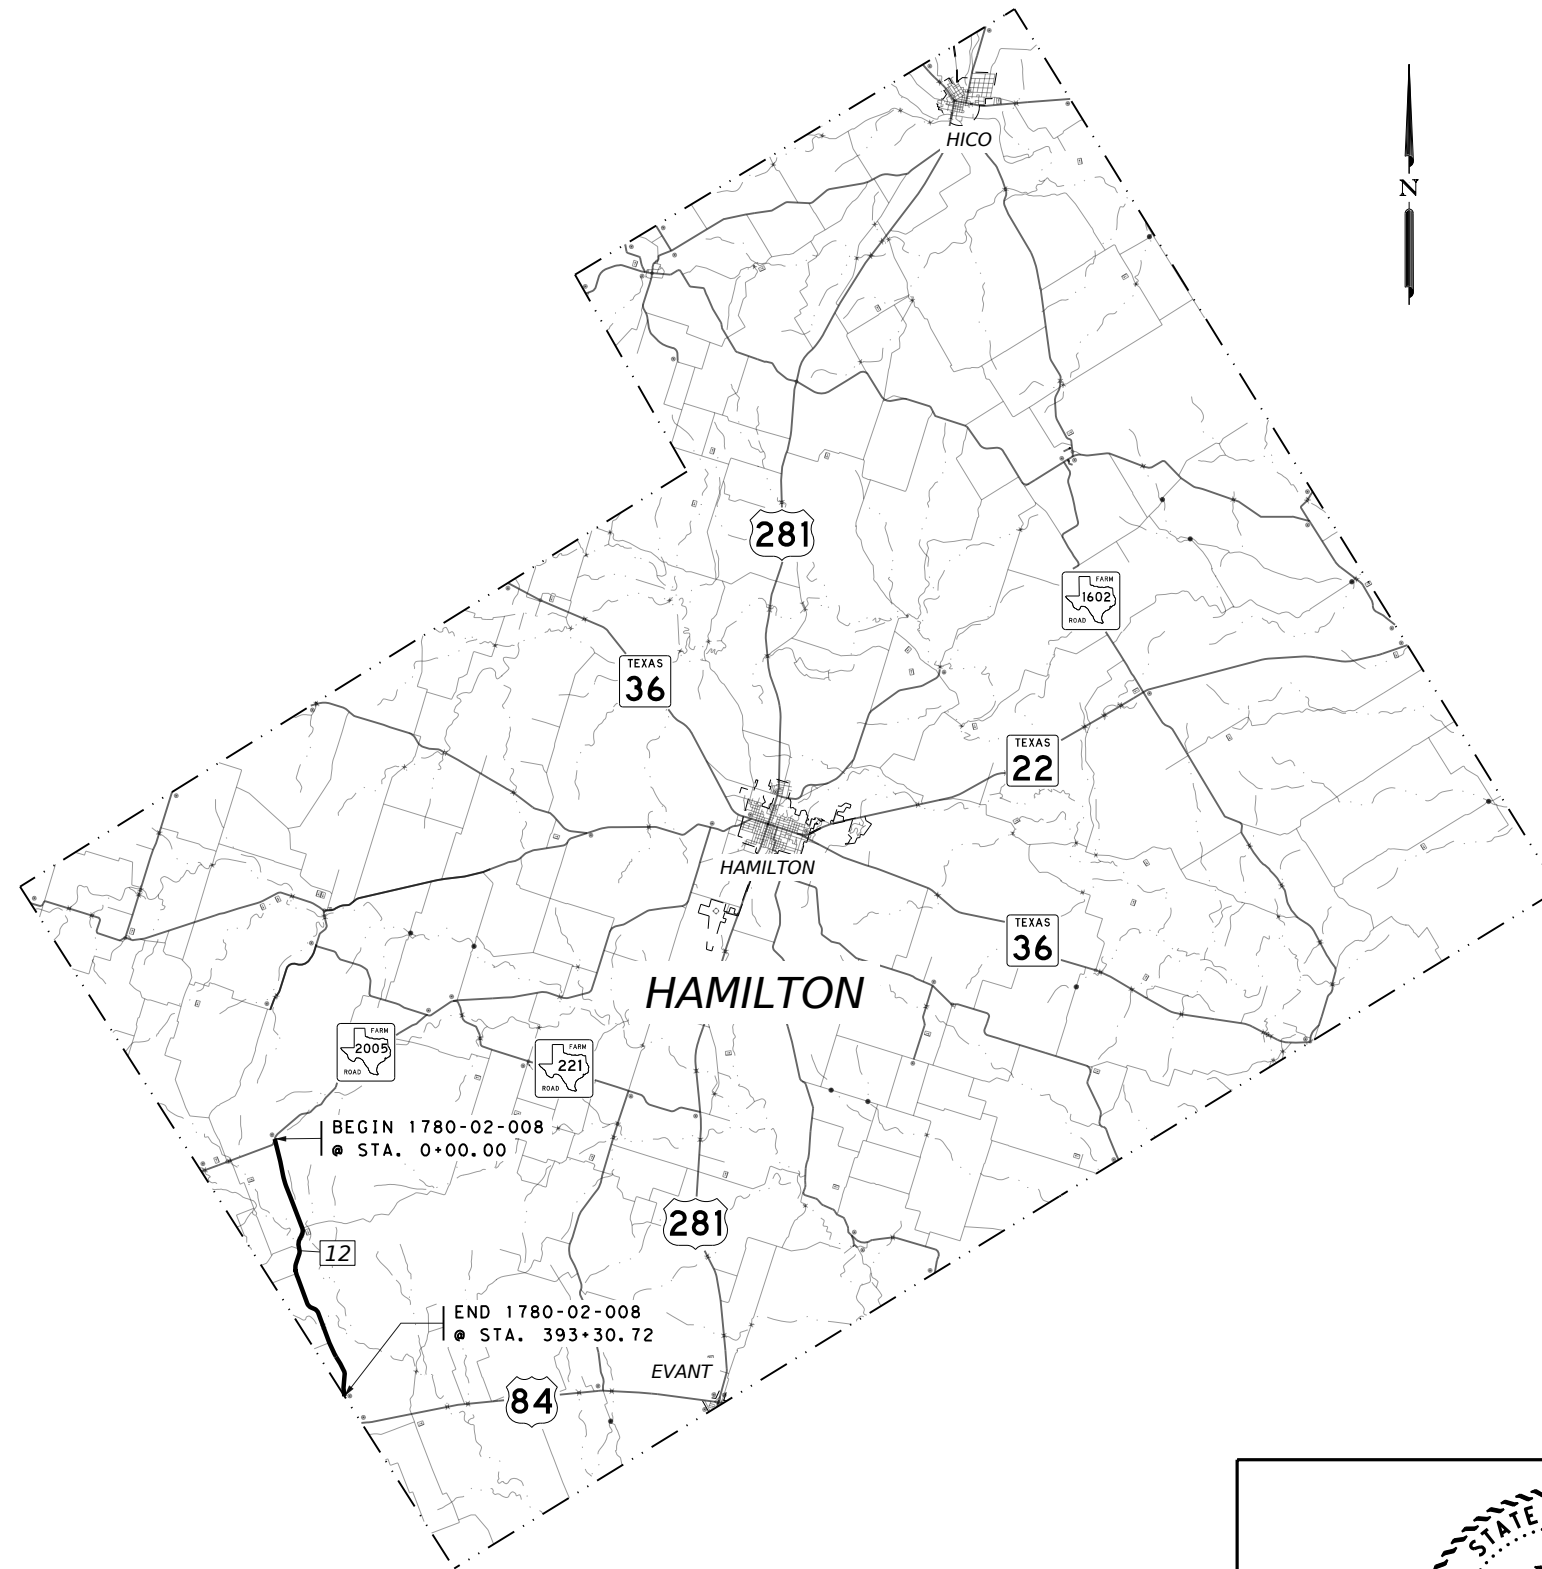 HICO
N
281
FARM
1602
ROAD
TEXAS
36
TEXAS
22
HAMILTON
TEXAS
36
HAMILTON
FARM
2005
ROAD
FARM
221
ROAD
BEGIN 1780-02-008
@ STA. 0+00.00
281
12
END 1780-02-008
@ STA. 393+30.72
EVANT
84
STATE